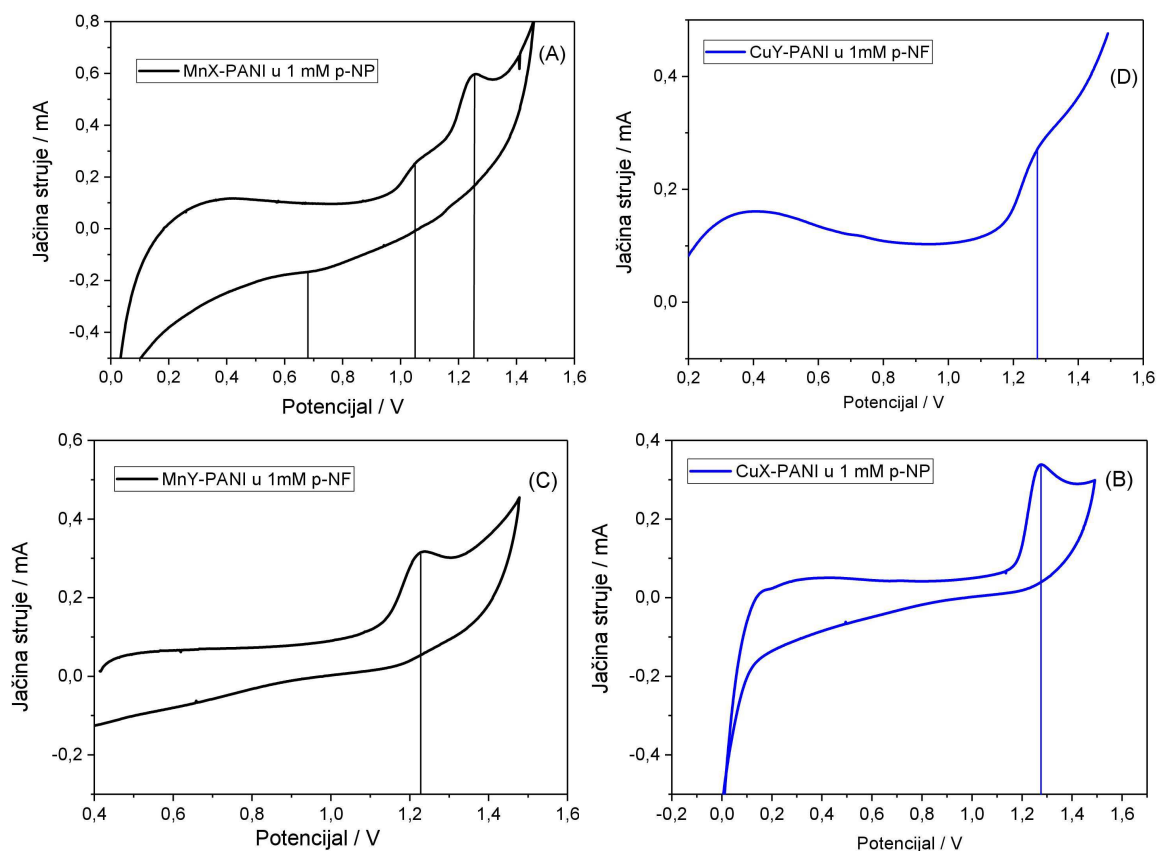 MnX-PANI u 1 mM p-NP
(A)
0,8
0,6
0,4
0,2
0,0
-0,2
-0,4
Jačina struje / mA
0,0 0,2 0,4 0,6 0,8 1,0 1,2 1,4 1,6
Potencijal / V
CuY-PANI u 1mM p-NF
(D)
0,4
0,2
0,0
Jačina struje / mA
0,2 0,4 0,6 0,8 1,0 1,2 1,4 1,6
Potencijal / V
MnY-PANI u 1mM p-NF
(C)
0,6
0,4
0,2
0,0
-0,2
Jačina struje / mA
0,4 0,6 0,8 1,0 1,2 1,4 1,6
Potencijal / V
CuX-PANI u 1 mM p-NP
(B)
0,4
0,2
0,0
-0,2
-0,4
Jačina struje / mA
-0,2 0,0 0,2 0,4 0,6 0,8 1,0 1,2 1,4 1,6
Potencijal / V